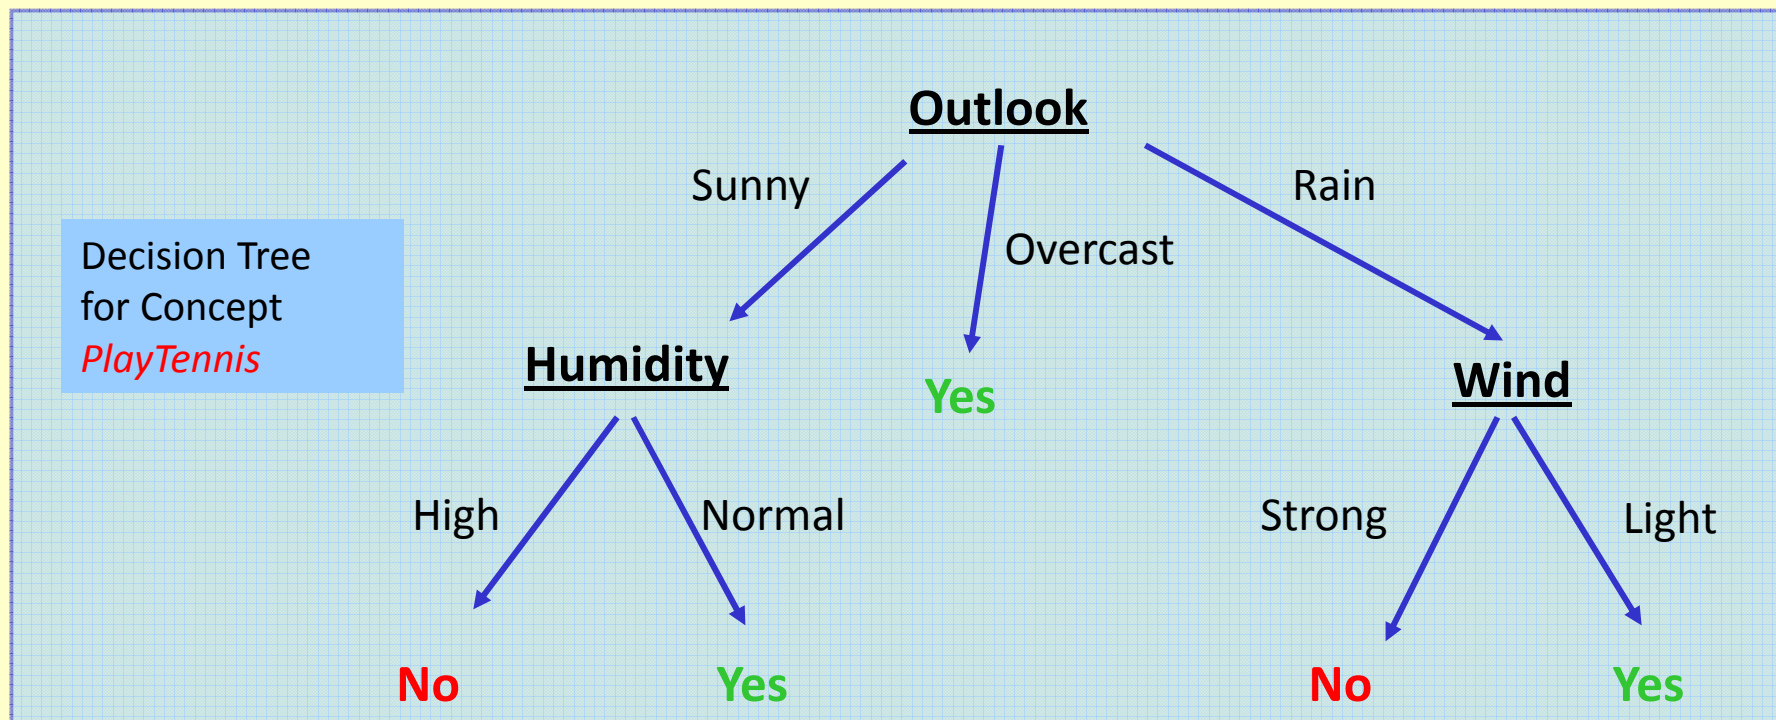 Outlook
Sunny
Rain
Overcast
Decision Tree
for Concept
PlayTennis
Humidity
Yes
Wind
High
Normal
Strong
Light
No
Yes
No
Yes